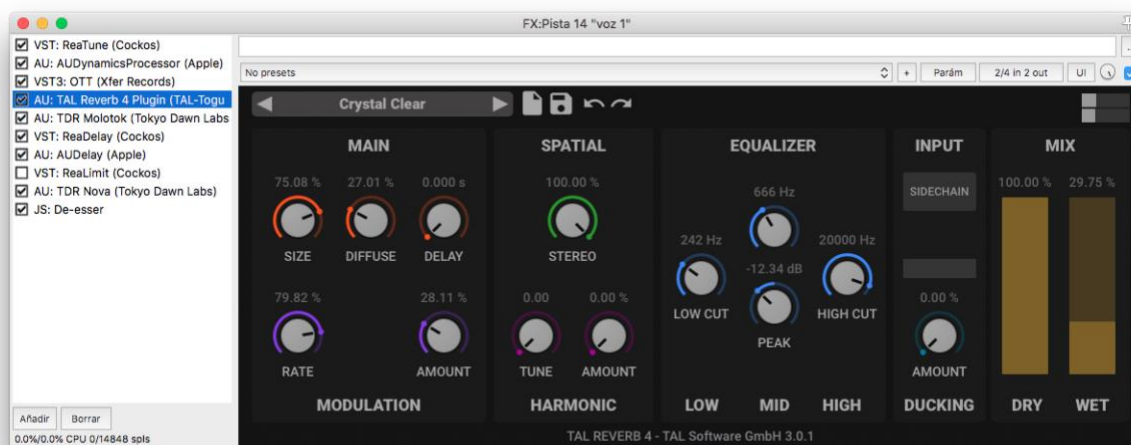 FX:Pista 14 "voz 1"
VST: ReaTune (Cockos)
AU: AUDynamicsProcessor (Apple)
VST3: OTT (Xfer Records)
AU: TAL Reverb 4 Plugin (TAL-Togu
AU: TDR Molotok (Tokyo Dawn Labs
VST: ReaDelay (Cockos)
AU: AUDelay (Apple)
VST: ReaLimit (Cockos)
AU: TDR Nova (Tokyo Dawn Labs)
JS: De-esser
Añadir Borrar
0.0%/0.0% CPU 0/14848 spls
No presets + Parám 2/4 in 2 out UI
Crystal Clear
MAIN SPATIAL EQUALIZER INPUT MIX
75.08 % 27.01 % 0.000 s 100.00 % 666 Hz SIDECHAIN 100.00 % 29.75 %
242 Hz 20000 Hz
SIZE DIFFUSE DELAY STEREO
-12.34 dB
79.82 % 28.11 % 0.00 0.00 % LOW CUT HIGH CUT 0.00 %
PEAK
RATE AMOUNT TUNE AMOUNT AMOUNT
MODULATION HARMONIC LOW MID HIGH DUCKING DRY WET
TAL REVERB 4 - TAL Software GmbH 3.0.1